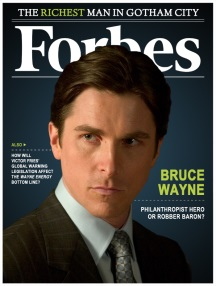 THE RICHEST MAN IN GOTHAM CITY
Forbes
ALSO ►
HOW WILL
VICTOR FRIES'
GLOBAL WARMING
LEGISLATION AFFECT
THE WAYNE ENERGY
BOTTOM LINE?
BRUCE
WAYNE
PHILANTHROPIST HERO
OR ROBBER BARON?